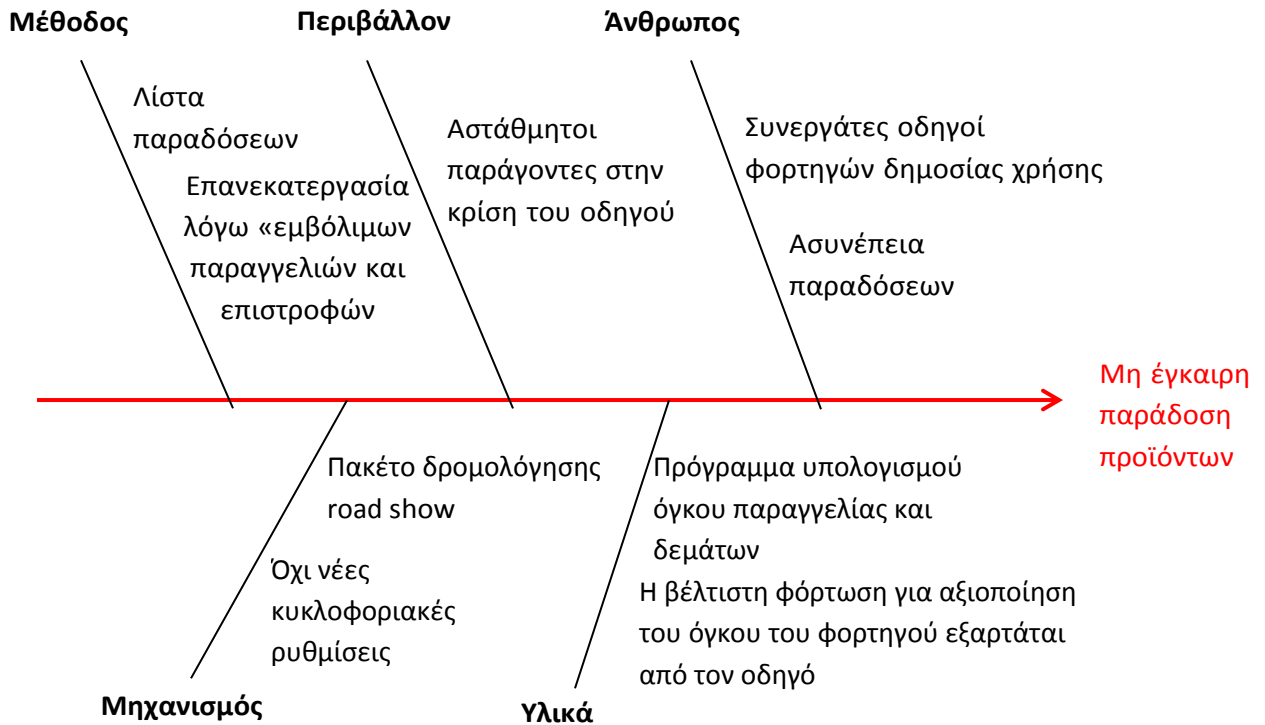 Μέθοδος
Περιβάλλον
Άνθρωπος
Λίστα
παραδόσεων
Επανεκατεργασία
λόγω «εμβόλιμων
παραγγελιών και
επιστροφών
Αστάθμητοι
παράγοντες στην
κρίση του οδηγού
Συνεργάτες οδηγοί
φορτηγών δημοσίας χρήσης
Ασυνέπεια
παραδόσεων
Μη έγκαιρη
παράδοση
προϊόντων
Πακέτο δρομολόγησης
road show
Όχι νέες
κυκλοφοριακές
ρυθμίσεις
Πρόγραμμα υπολογισμού
όγκου παραγγελίας και
δεμάτων
Η βέλτιστη φόρτωση για αξιοποίηση
του όγκου του φορτηγού εξαρτάται
από τον οδηγό
Μηχανισμός
Υλικά